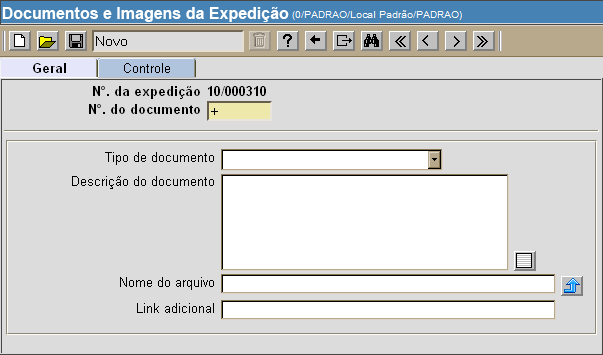 Documentos e Imagens da Expedição (0/PADRAO/Local Padrão/PADRAO)
Novo
Geral Controle
N°. da expedição 10/000310
N°. do documento +
Tipo de documento
Descrição do documento
Nome do arquivo
Link adicional